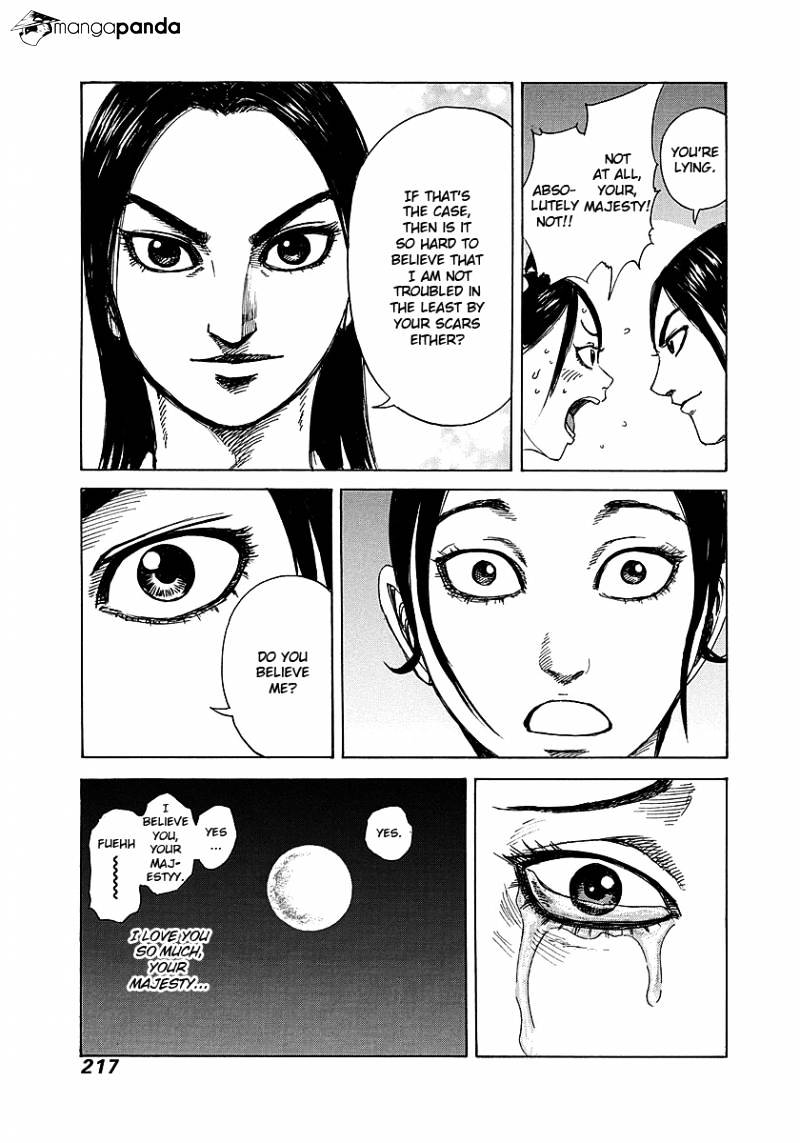 mangapanda
YOU'RE
LYING.
NOT
AT ALL,
YOUR,
MAJESTY!
ABSO-
LUTELY
NOT!!
IF THAT'S
THE CASE,
THEN IS IT
SO HARD TO
BELIEVE THAT
I AM NOT
TROUBLED
IN THE LEAST BY
YOUR SCARS
EITHER?
DO YOU
BELIEVE
ME?
YES.
YES
...
I
BELIEVE
YOU,
YOUR
MAJ-
ESTYY.
FUEHH
I LOVE YOU
SO MUCH,
YOUR
MAJESTY...
217